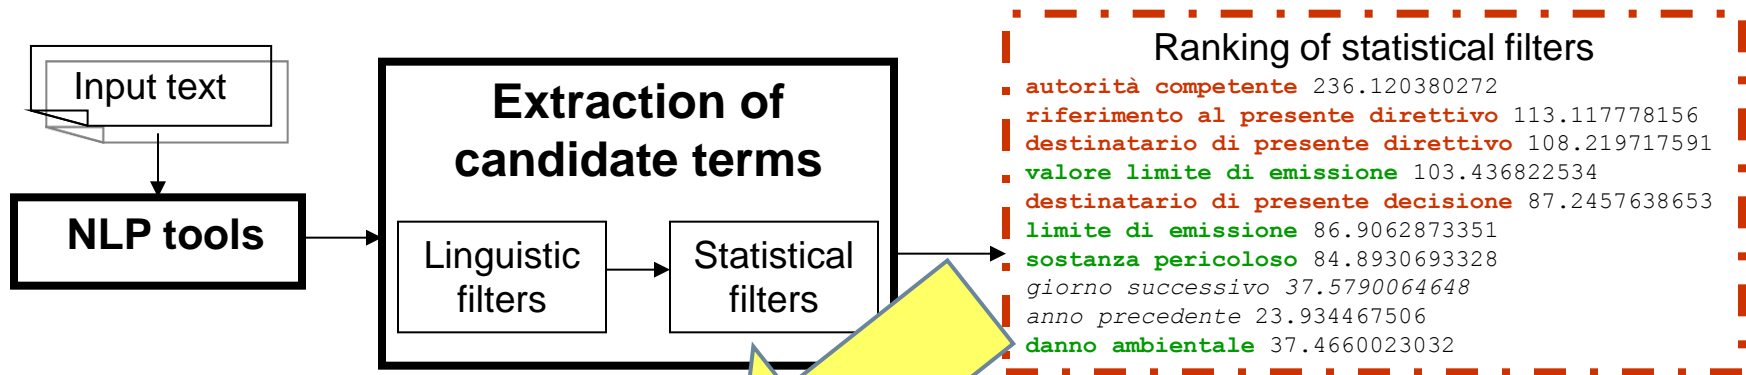 Input text
NLP tools
Extraction of
candidate terms
Linguistic
filters
Statistical
filters
Ranking of statistical filters
autorità competente 236.120380272
riferimento al presente direttivo 113.117778156
destinatario di presente direttivo 108.219717591
valore limite di emissione 103.436822534
destinatario di presente decisione 87.2457638653
limite di emissione 86.9062873351
sostanza pericoloso 84.8930693328
giorno successivo 37.5790064648
anno precedente 23.934467506
danno ambientale 37.4660023032